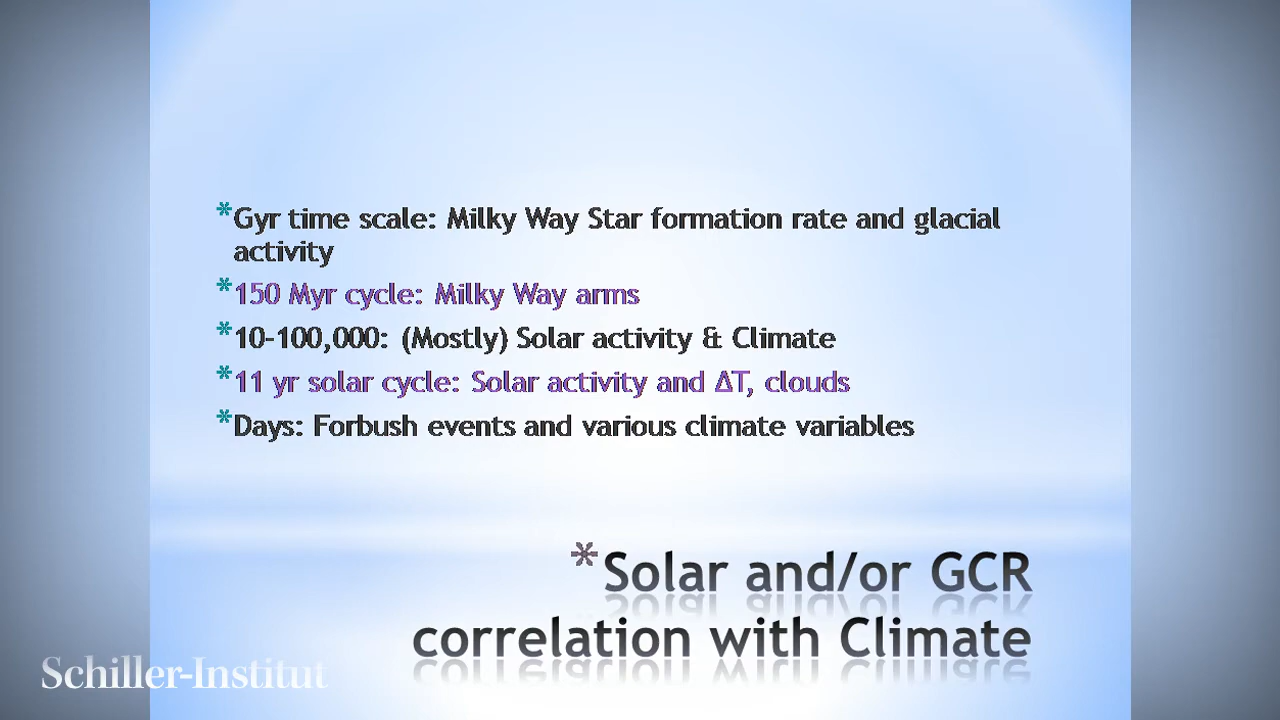 *Gyr time scale: Milky Way Star formation rate and glacial
activity
*150 Myr cycle: Milky Way arms
*10-100,000: (Mostly) Solar activity & Climate
*11 yr solar cycle: Solar activity and ΔT, clouds
*Days: Forbush events and various climate variables
*Solar and/or GCR
correlation with Climate
Schiller-Institut